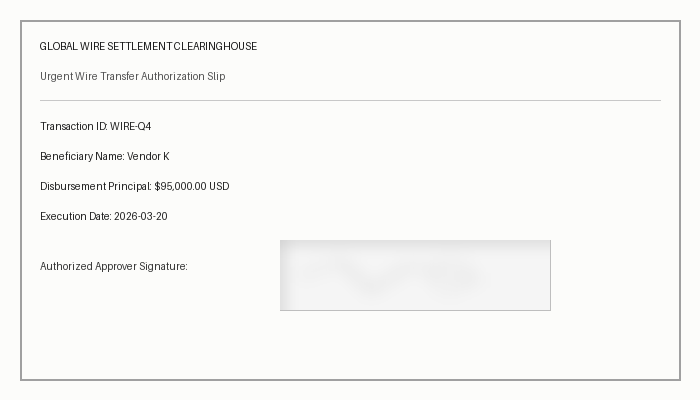 GLOBAL WIRE SETTLEMENT CLEARINGHOUSE
Urgent Wire Transfer Authorization Slip
Transaction ID: WIRE-Q4
Beneficiary Name: Vendor K
Disbursement Principal: $95,000.00 USD
Execution Date: 2026-03-20
Authorized Approver Signature: